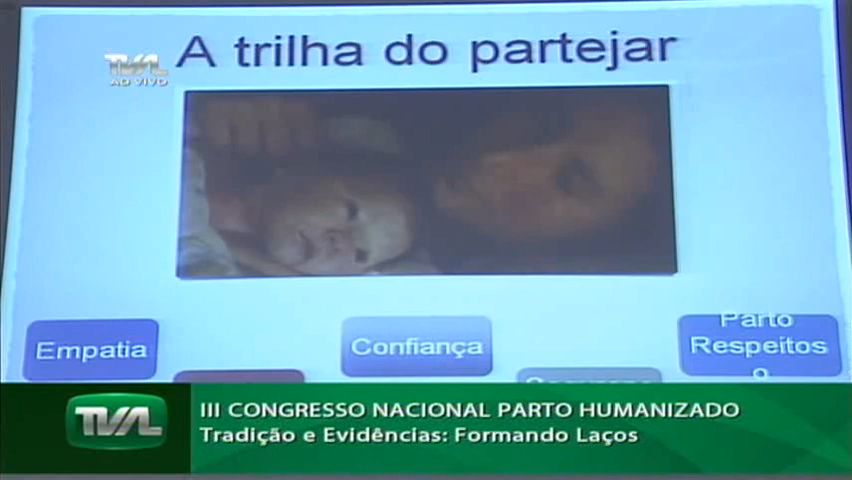 A trilha do partejar
TVAL
AO VIVO
Empatia
Confiança
Parto
Respeitos
o
TVAL
III CONGRESSO NACIONAL PARTO HUMANIZADO
Tradição e Evidências: Formando Laços